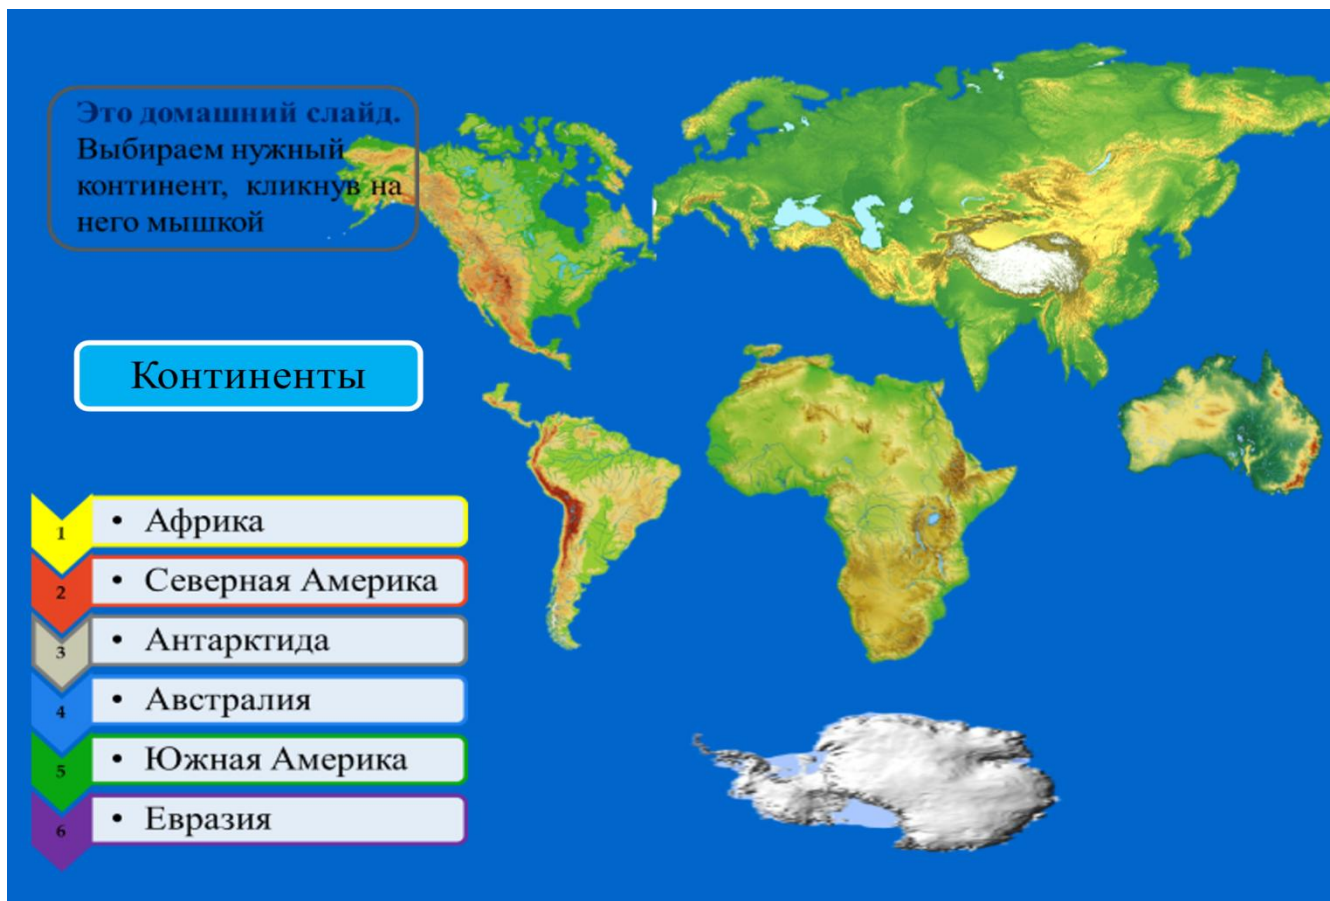 Это домашний слайд.
Выбираем нужный
континент, кликнув на
него мышкой
Континенты
1 • Африка
2 • Северная Америка
3 • Антарктида
4 • Австралия
5 • Южная Америка
6 • Евразия